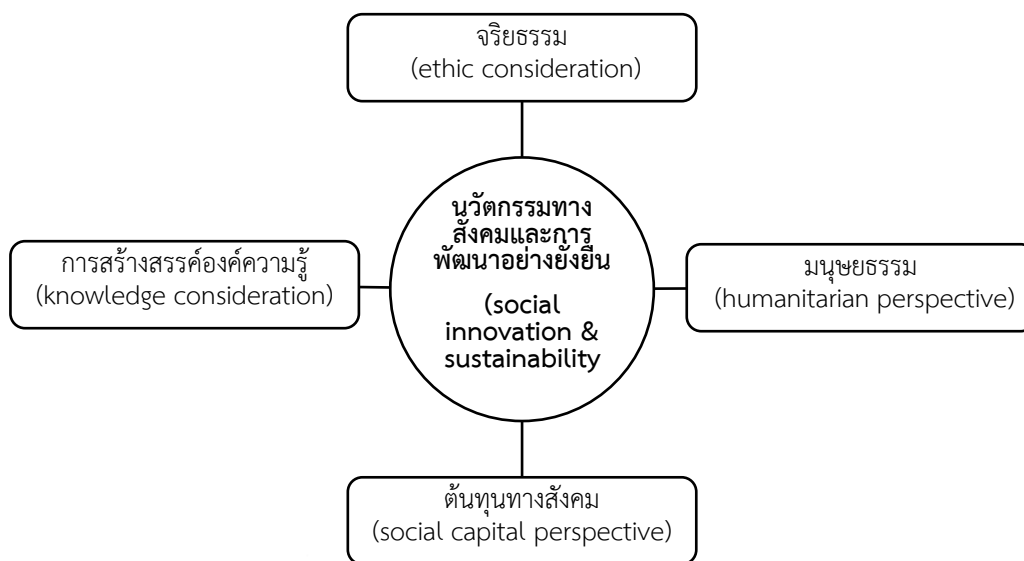 จริยธรรม
(ethic consideration)
นวัตกรรมทาง
สังคมและการ
พัฒนาอย่างยั่งยืน
(social
innovation &
sustainability
การสร้างสรรค์องค์ความรู้
(knowledge consideration)
มนุษยธรรม
(humanitarian perspective)
ต้นทุนทางสังคม
(social capital perspective)